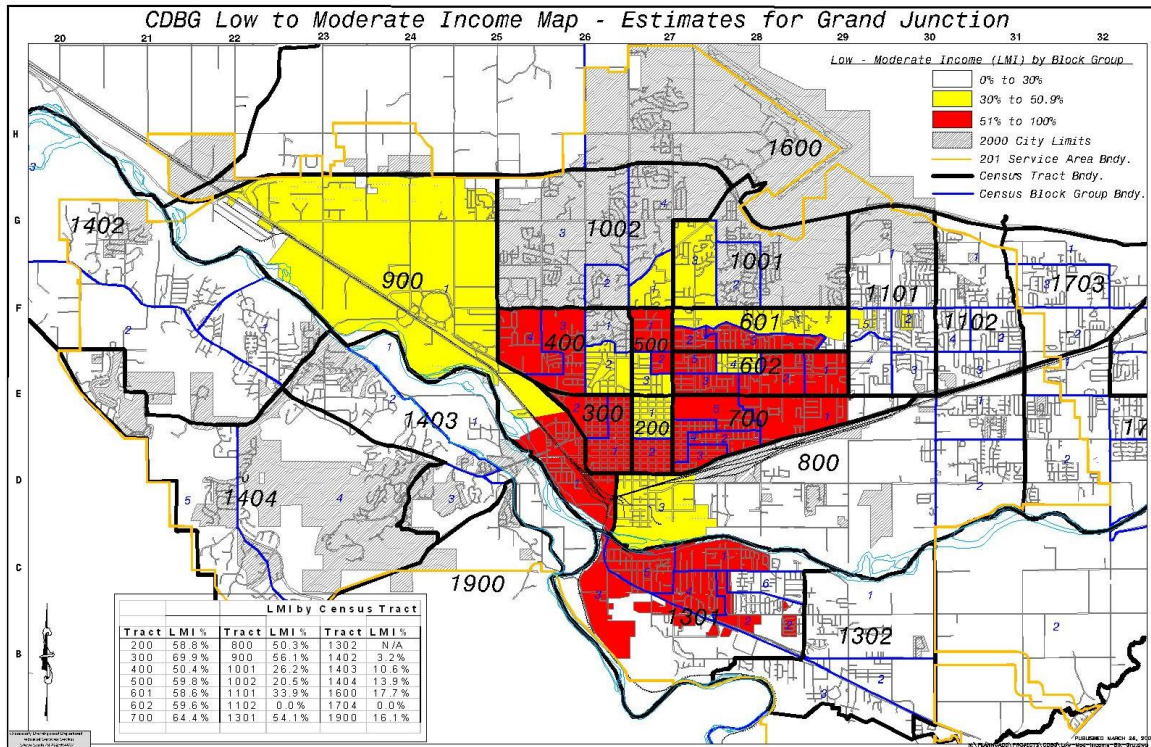 CDBG Low to Moderate Income Map - Estimates for Grand Junction
20 21 22 23 24 25 26 27 28 29 30 31 32
Low - Moderate Income (LMI) by Block Group
0% to 30%
30% to 50.9%
51% to 100%
2000 City Limits
201 Service Area Bndy.
Census Tract Bndy.
Census Block Group Bndy.
H
G
F
E
D
C
B
1600
1402
1002
1001
900
1101
1703
601
1102
400
500
602
300
200
700
1403
800
1404
1900
1301
1302
17
LMI by Census Tract
Tract LMI% Tract LMI% Tract LMI%
200 58.8% 800 50.3% 1302 N/A
300 69.9% 900 56.1% 1402 3.2%
400 50.4% 1001 26.2% 1403 10.6%
500 59.8% 1002 20.5% 1404 13.9%
601 58.6% 1101 33.9% 1600 17.7%
602 59.6% 1102 0.0% 1704 0.0%
700 64.4% 1301 54.1% 1900 16.1%
PUBLISHED MARCH 24,